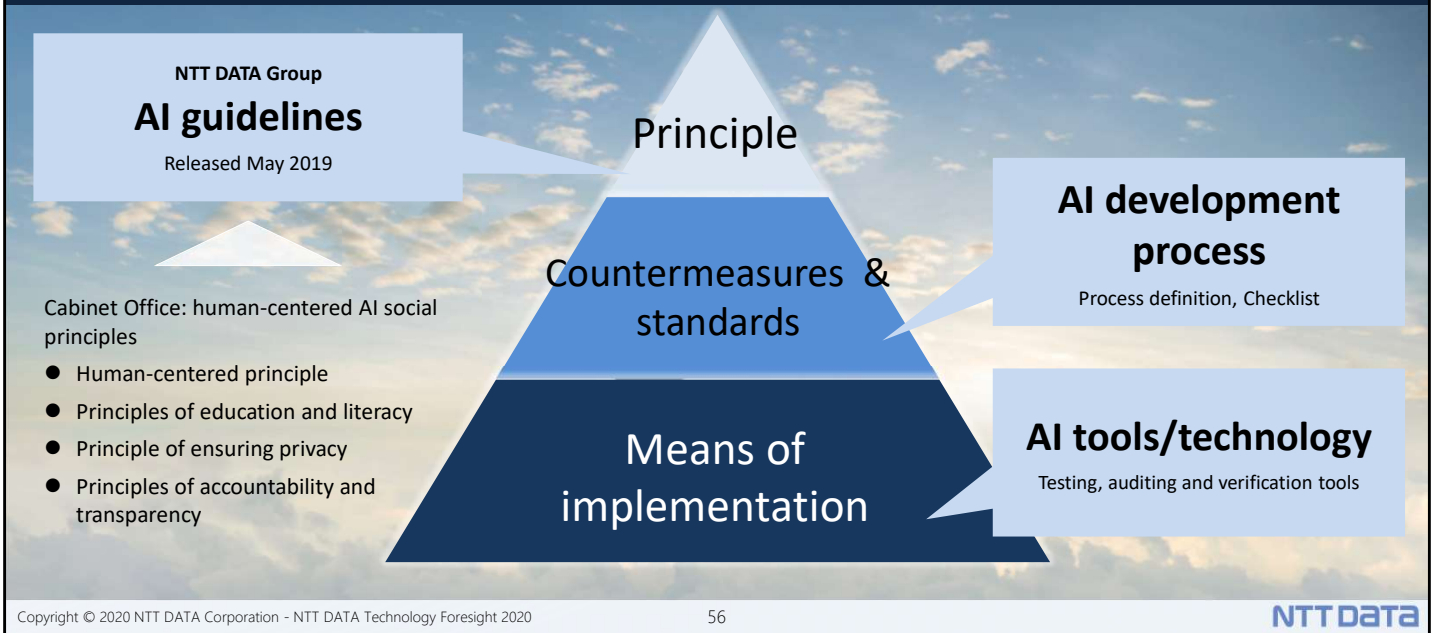 NTT DATA Group
AI guidelines
Released May 2019
Cabinet Office: human-centered AI social
principles
● Human-centered principle
● Principles of education and literacy
● Principle of ensuring privacy
● Principles of accountability and
transparency
Principle
Countermeasures &
standards
Means of
implementation
AI development
process
Process definition, Checklist
AI tools/technology
Testing, auditing and verification tools
Copyright © 2020 NTT DATA Corporation - NTT DATA Technology Foresight 2020
56
NTT DATA